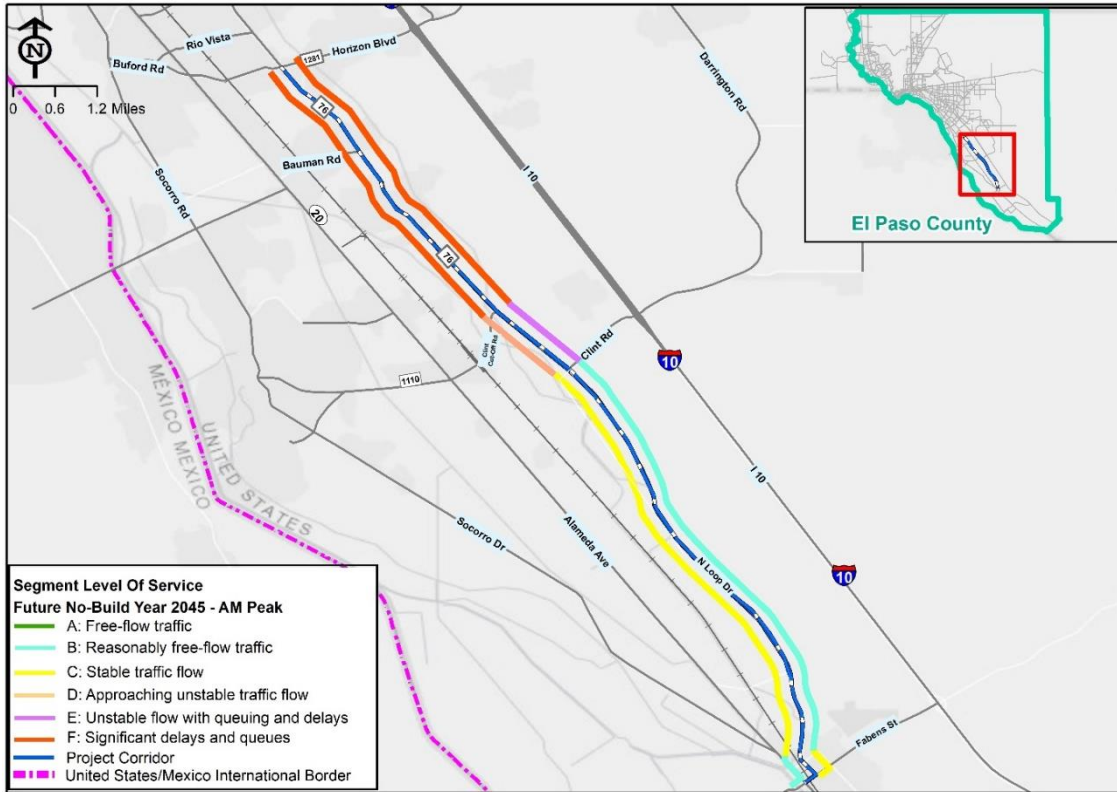 N
0 0.6 1.2 Miles
Buford Rd
Rio Vista
1281
Horizon Blvd
76
Bauman Rd
20
Socorro Rd
I 10
Darrington Rd
El Paso County
76
Clint Cut-Off Rd
Clint Rd
1110
10
MÉXICO MEXICO
UNITED STATES
I 10
Socorro Dr
Alameda Ave
N Loop Dr
10
Fabens St
Segment Level Of Service
Future No-Build Year 2045 - AM Peak
A: Free-flow traffic
B: Reasonably free-flow traffic
C: Stable traffic flow
D: Approaching unstable traffic flow
E: Unstable flow with queuing and delays
F: Significant delays and queues
Project Corridor
United States/Mexico International Border